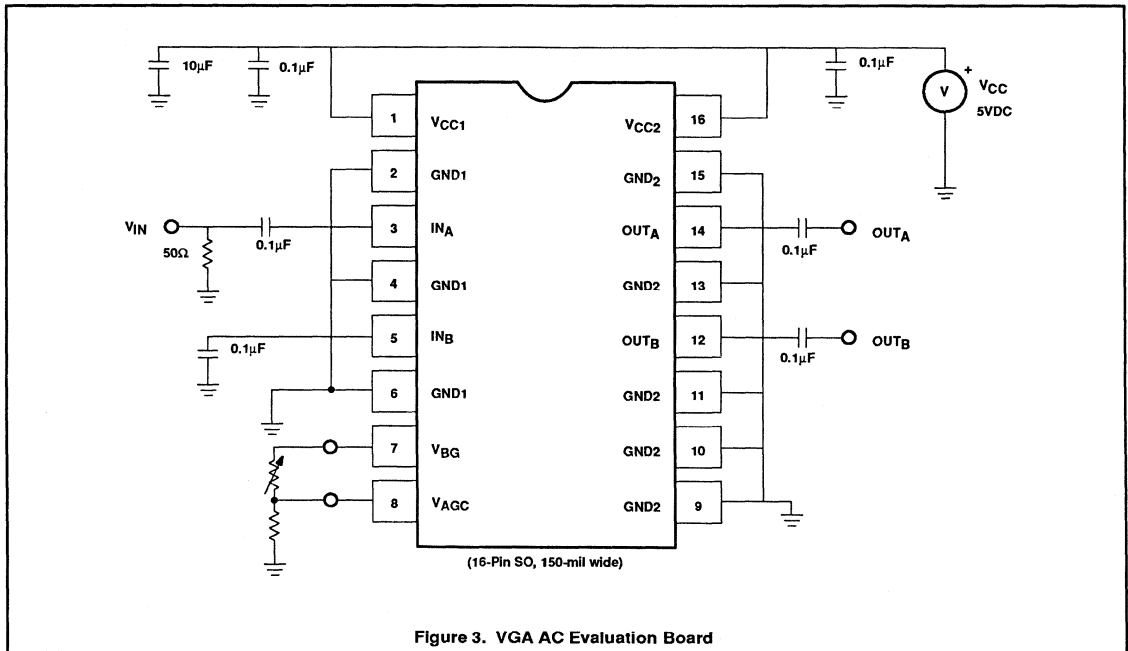 10µF
0.1µF
0.1µF
+
V
VCC
5VDC
1
VCC1
VCC2
16
2
GND1
GND2
15
VIN
50Ω
0.1µF
3
INA
OUTA
14
0.1µF
OUTA
4
GND1
GND2
13
0.1µF
5
INB
OUTB
12
0.1µF
OUTB
6
GND1
GND2
11
7
VBG
GND2
10
8
VAGC
GND2
9
(16-Pin SO, 150-mil wide)
Figure 3. VGA AC Evaluation Board